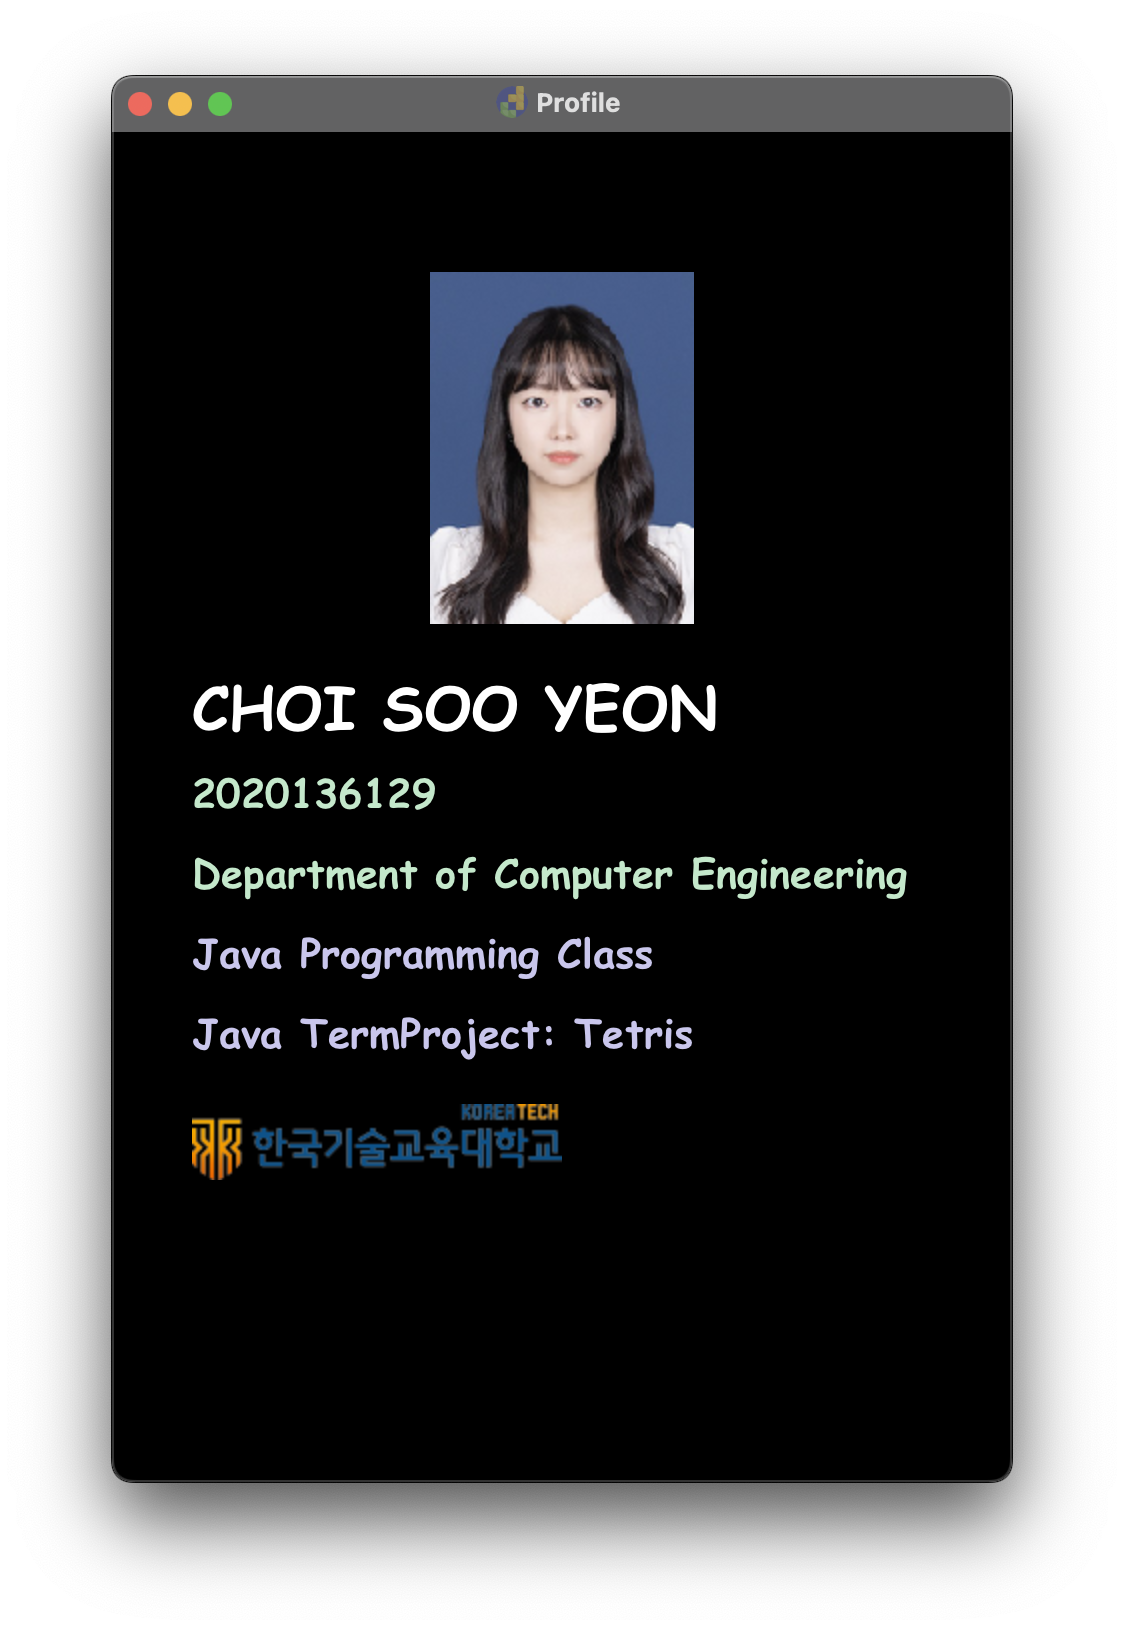 Profile
CHOI SOO YEON
2020136129
Department of Computer Engineering
Java Programming Class
Java TermProject: Tetris
KOREATECH
한국기술교육대학교